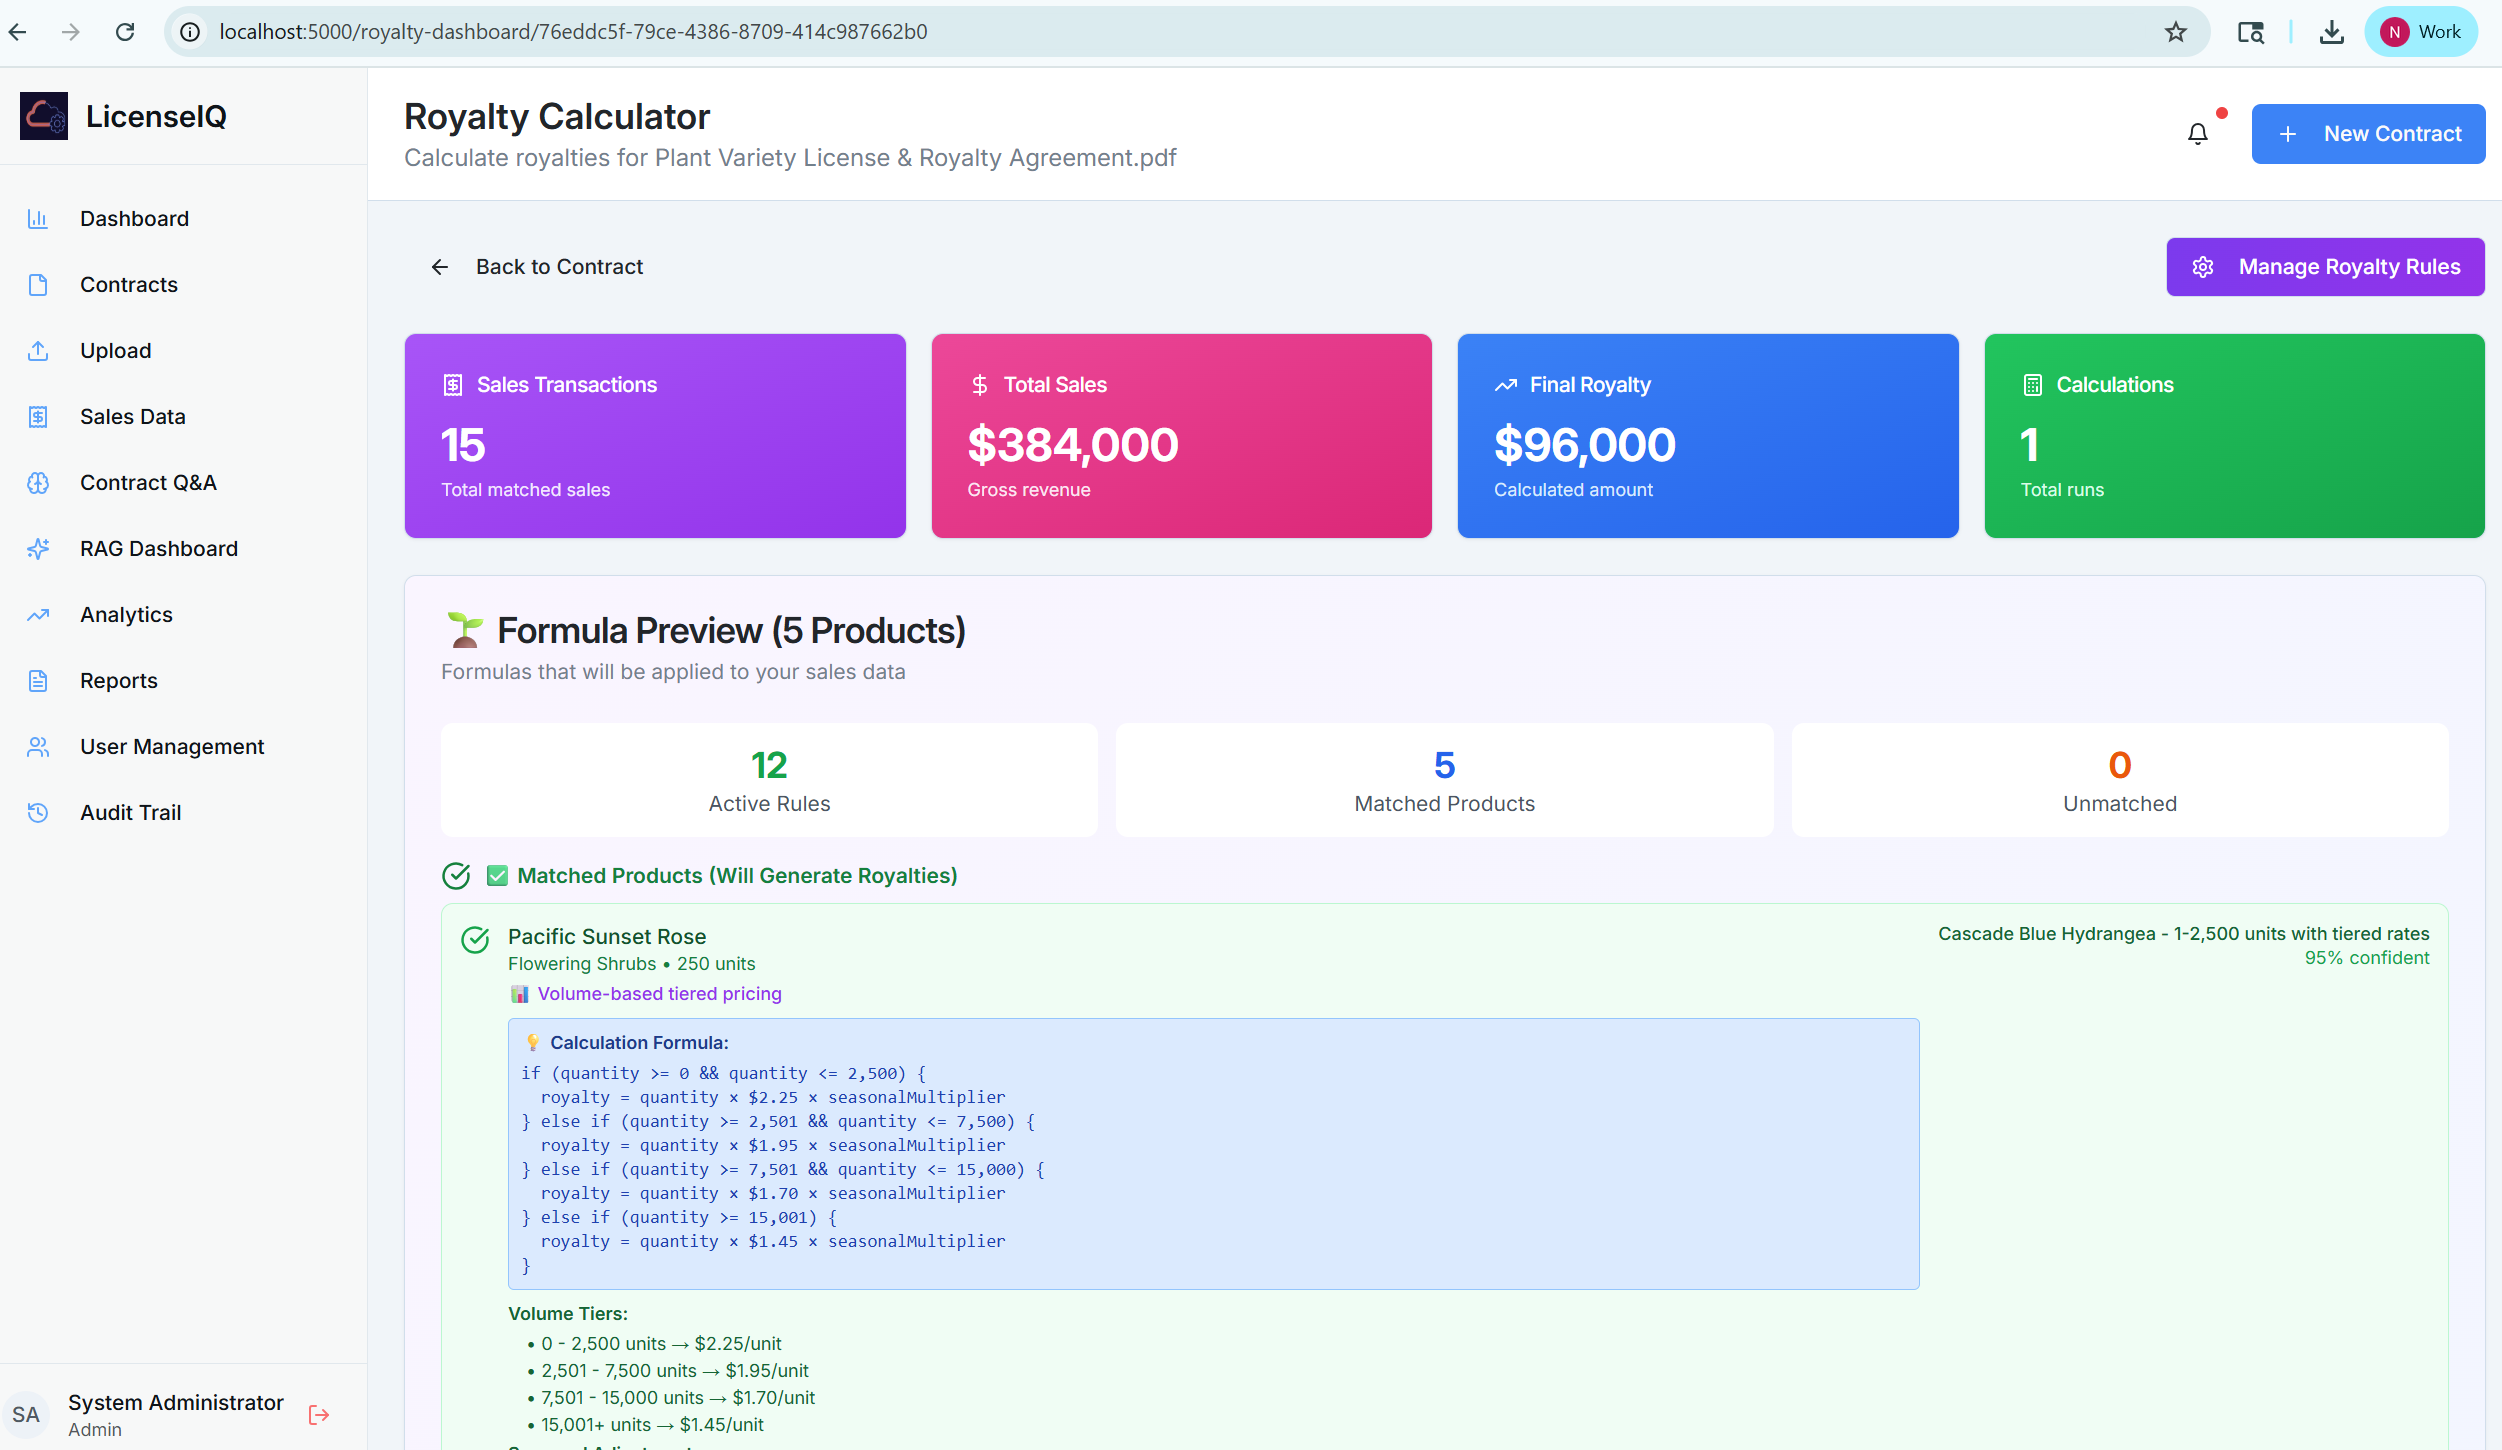 localhost:5000/royalty-dashboard/76eddc5f-79ce-4386-8709-414c987662b0
N Work
LicenseIQ
Royalty Calculator
Calculate royalties for Plant Variety License & Royalty Agreement.pdf
New Contract
Dashboard
Contracts
Upload
Sales Data
Contract Q&A
RAG Dashboard
Analytics
Reports
User Management
Audit Trail
SA
System Administrator
Admin
Back to Contract
Manage Royalty Rules
Sales Transactions
15
Total matched sales
Total Sales
$384,000
Gross revenue
Final Royalty
$96,000
Calculated amount
Calculations
1
Total runs
Formula Preview (5 Products)
Formulas that will be applied to your sales data
12
Active Rules
5
Matched Products
0
Unmatched
Matched Products (Will Generate Royalties)
Pacific Sunset Rose
Flowering Shrubs • 250 units
Volume-based tiered pricing
Cascade Blue Hydrangea - 1-2,500 units with tiered rates
95% confident
Calculation Formula:
if (quantity >= 0 && quantity <= 2,500) {
royalty = quantity × $2.25 × seasonalMultiplier
} else if (quantity >= 2,501 && quantity <= 7,500) {
royalty = quantity × $1.95 × seasonalMultiplier
} else if (quantity >= 7,501 && quantity <= 15,000) {
royalty = quantity × $1.70 × seasonalMultiplier
} else if (quantity >= 15,001) {
royalty = quantity × $1.45 × seasonalMultiplier
}
Volume Tiers:
• 0 - 2,500 units → $2.25/unit
• 2,501 - 7,500 units → $1.95/unit
• 7,501 - 15,000 units → $1.70/unit
• 15,001+ units → $1.45/unit